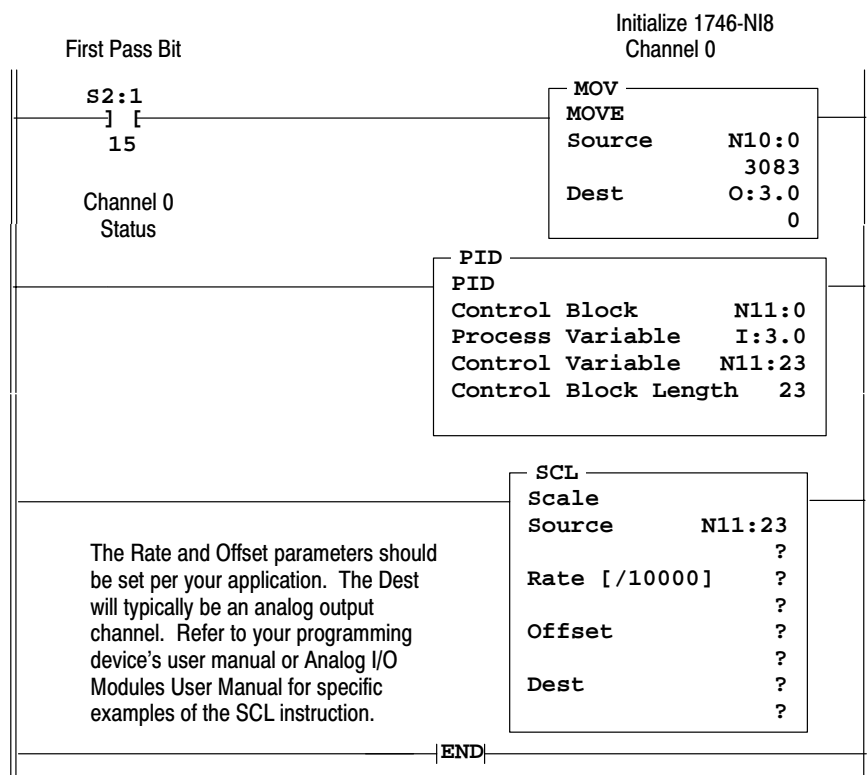 Initialize 1746-NI8
First Pass Bit
Channel 0
S2:1
] [
15
MOV
MOVE
Source N10:0
3083
Dest O:3.0
0
Channel 0
Status
PID
PID
Control Block N11:0
Process Variable I:3.0
Control Variable N11:23
Control Block Length 23
SCL
Scale
Source N11:23
?
Rate [/10000] ?
?
Offset ?
?
Dest ?
?
The Rate and Offset parameters should
be set per your application. The Dest
will typically be an analog output
channel. Refer to your programming
device's user manual or Analog I/O
Modules User Manual for specific
examples of the SCL instruction.
END